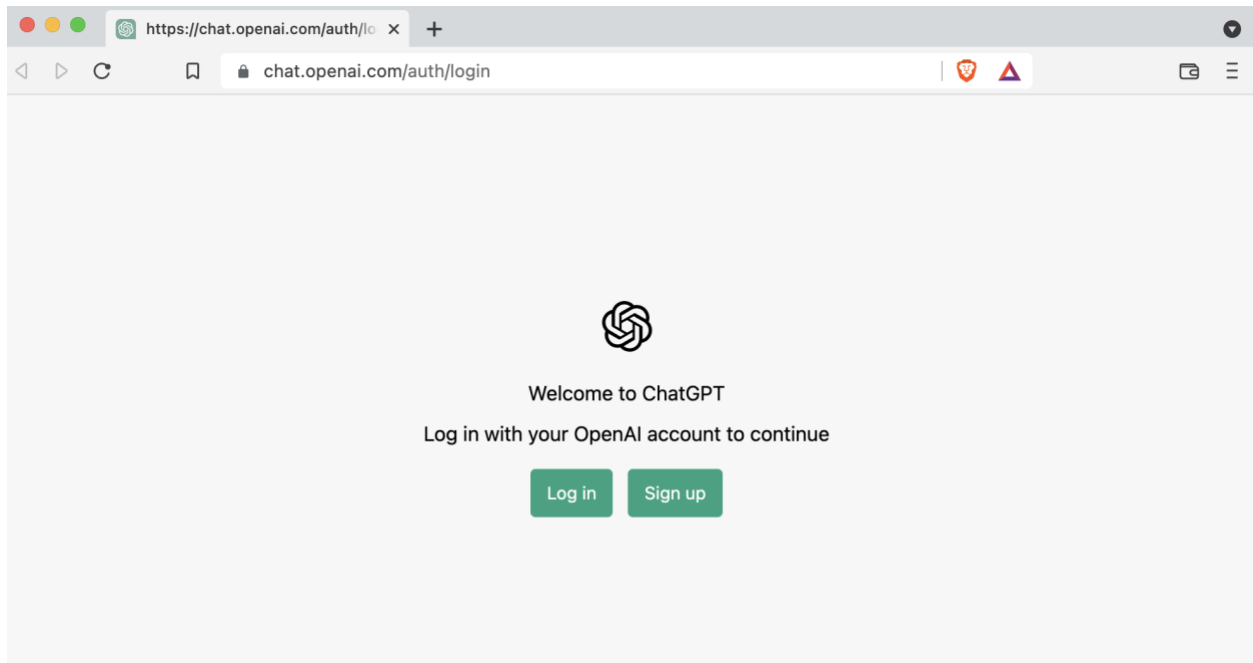 https://chat.openai.com/auth/lo
chat.openai.com/auth/login
Welcome to ChatGPT
Log in with your OpenAI account to continue
Log in
Sign up